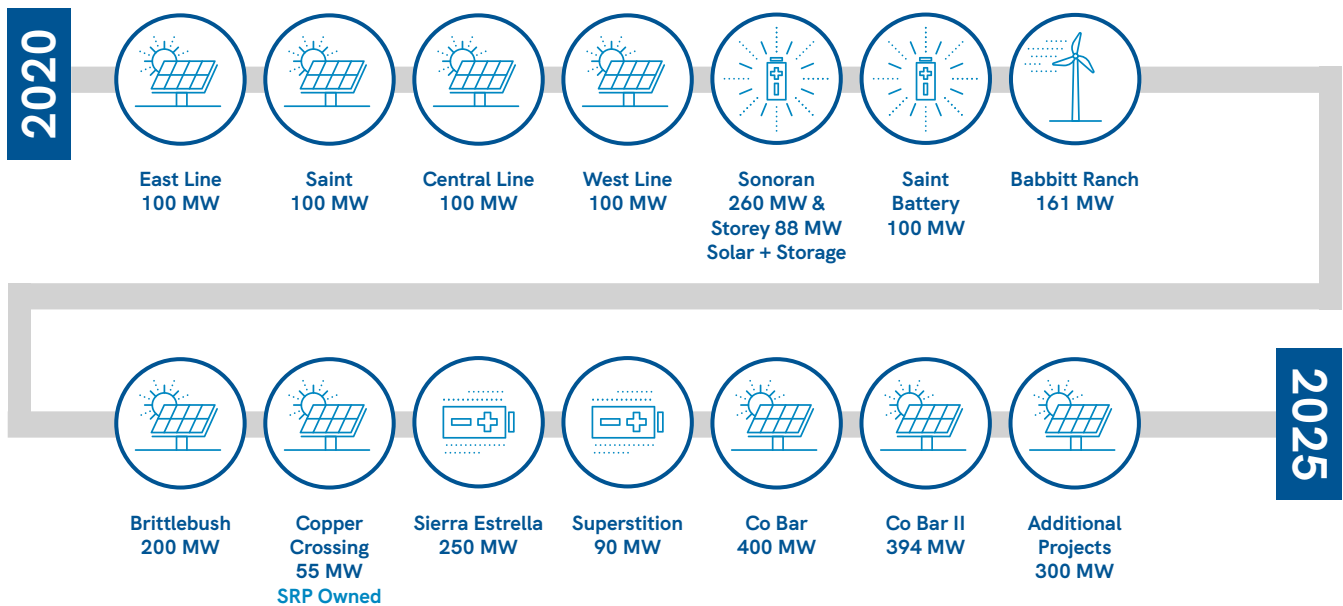 2020
East Line
100 MW
Saint
100 MW
Central Line
100 MW
West Line
100 MW
Sonoran
260 MW &
Storey 88 MW
Solar + Storage
Saint
Battery
100 MW
Babbitt Ranch
161 MW
Brittlebush
200 MW
Copper
Crossing
55 MW
SRP Owned
Sierra Estrella
250 MW
Superstition
90 MW
Co Bar
400 MW
Co Bar II
394 MW
Additional
Projects
300 MW
2025